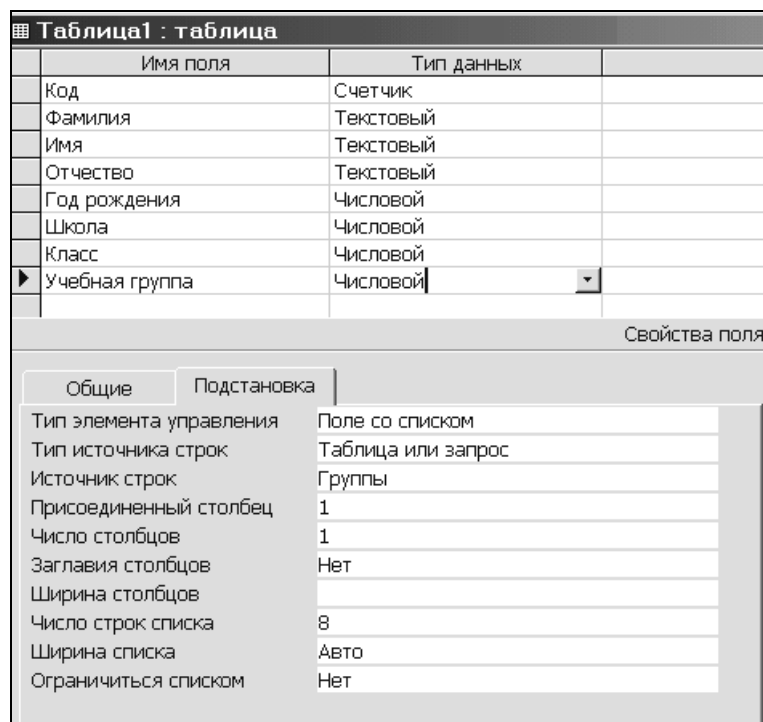 Таблица1 : таблица
Имя поля Тип данных
Код Счетчик
Фамилия Текстовый
Имя Текстовый
Отчество Текстовый
Год рождения Числовой
Школа Числовой
Класс Числовой
Учебная группа Числовой
Свойства поля
Общие Подстановка
Тип элемента управления Поле со списком
Тип источника строк Таблица или запрос
Источник строк Группы
Присоединенный столбец 1
Число столбцов 1
Заглавия столбцов Нет
Ширина столбцов
Число строк списка 8
Ширина списка Авто
Ограничиться списком Нет